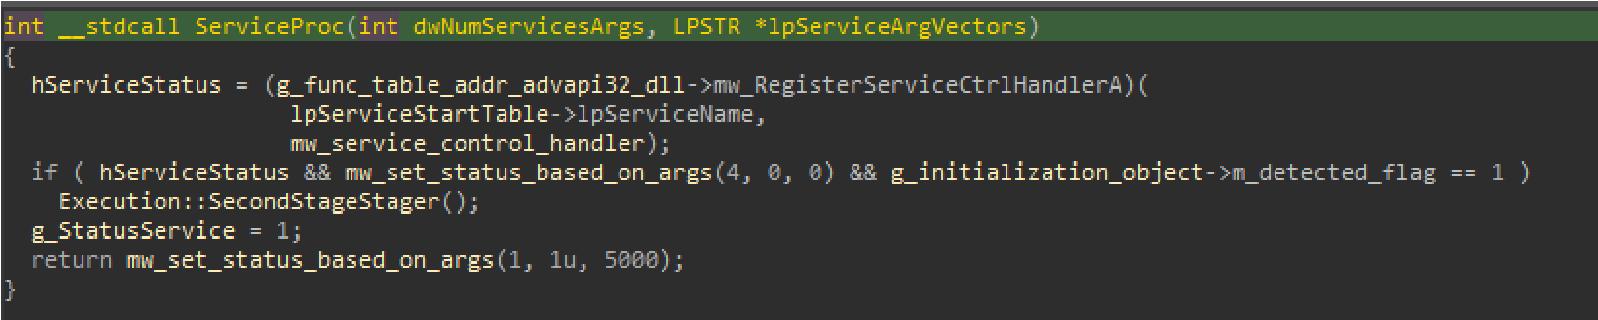 int __stdcall ServiceProc(int dwNumServicesArgs, LPSTR *lpServiceArgVectors)
{
  hServiceStatus = (g_func_table_addr_advapi32_dll->mw_RegisterServiceCtrlHandlerA)(
                     lpServiceStartTable->lpServiceName,
                     mw_service_control_handler);
  if ( hServiceStatus && mw_set_status_based_on_args(4, 0, 0) && g_initialization_object->m_detected_flag == 1 )
    Execution::SecondStageStager();
  g_StatusService = 1;
  return mw_set_status_based_on_args(1, 1u, 5000);
}